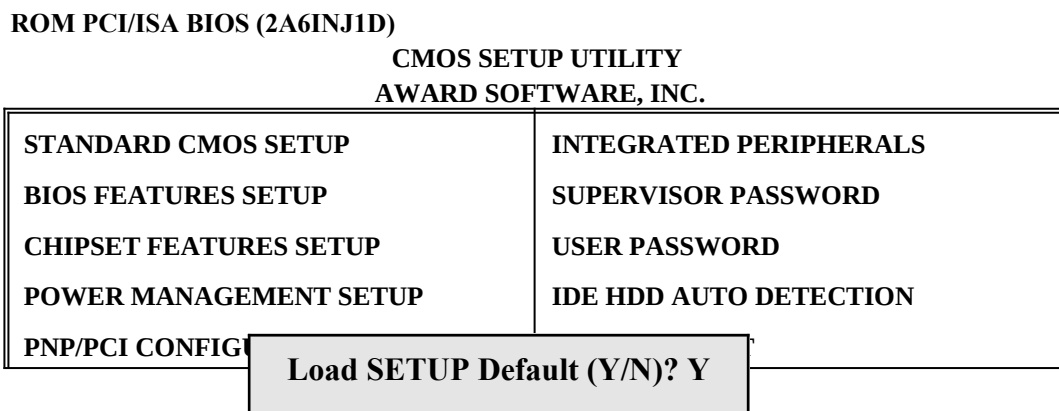 ROM PCI/ISA BIOS (2A6INJ1D)
CMOS SETUP UTILITY
AWARD SOFTWARE, INC.
STANDARD CMOS SETUP
BIOS FEATURES SETUP
CHIPSET FEATURES SETUP
POWER MANAGEMENT SETUP
PNP/PCI
INTEGRATED PERIPHERALS
SUPERVISOR PASSWORD
USER PASSWORD
IDE HDD AUTO DETECTION
Load SETUP Default (Y/N)? Y